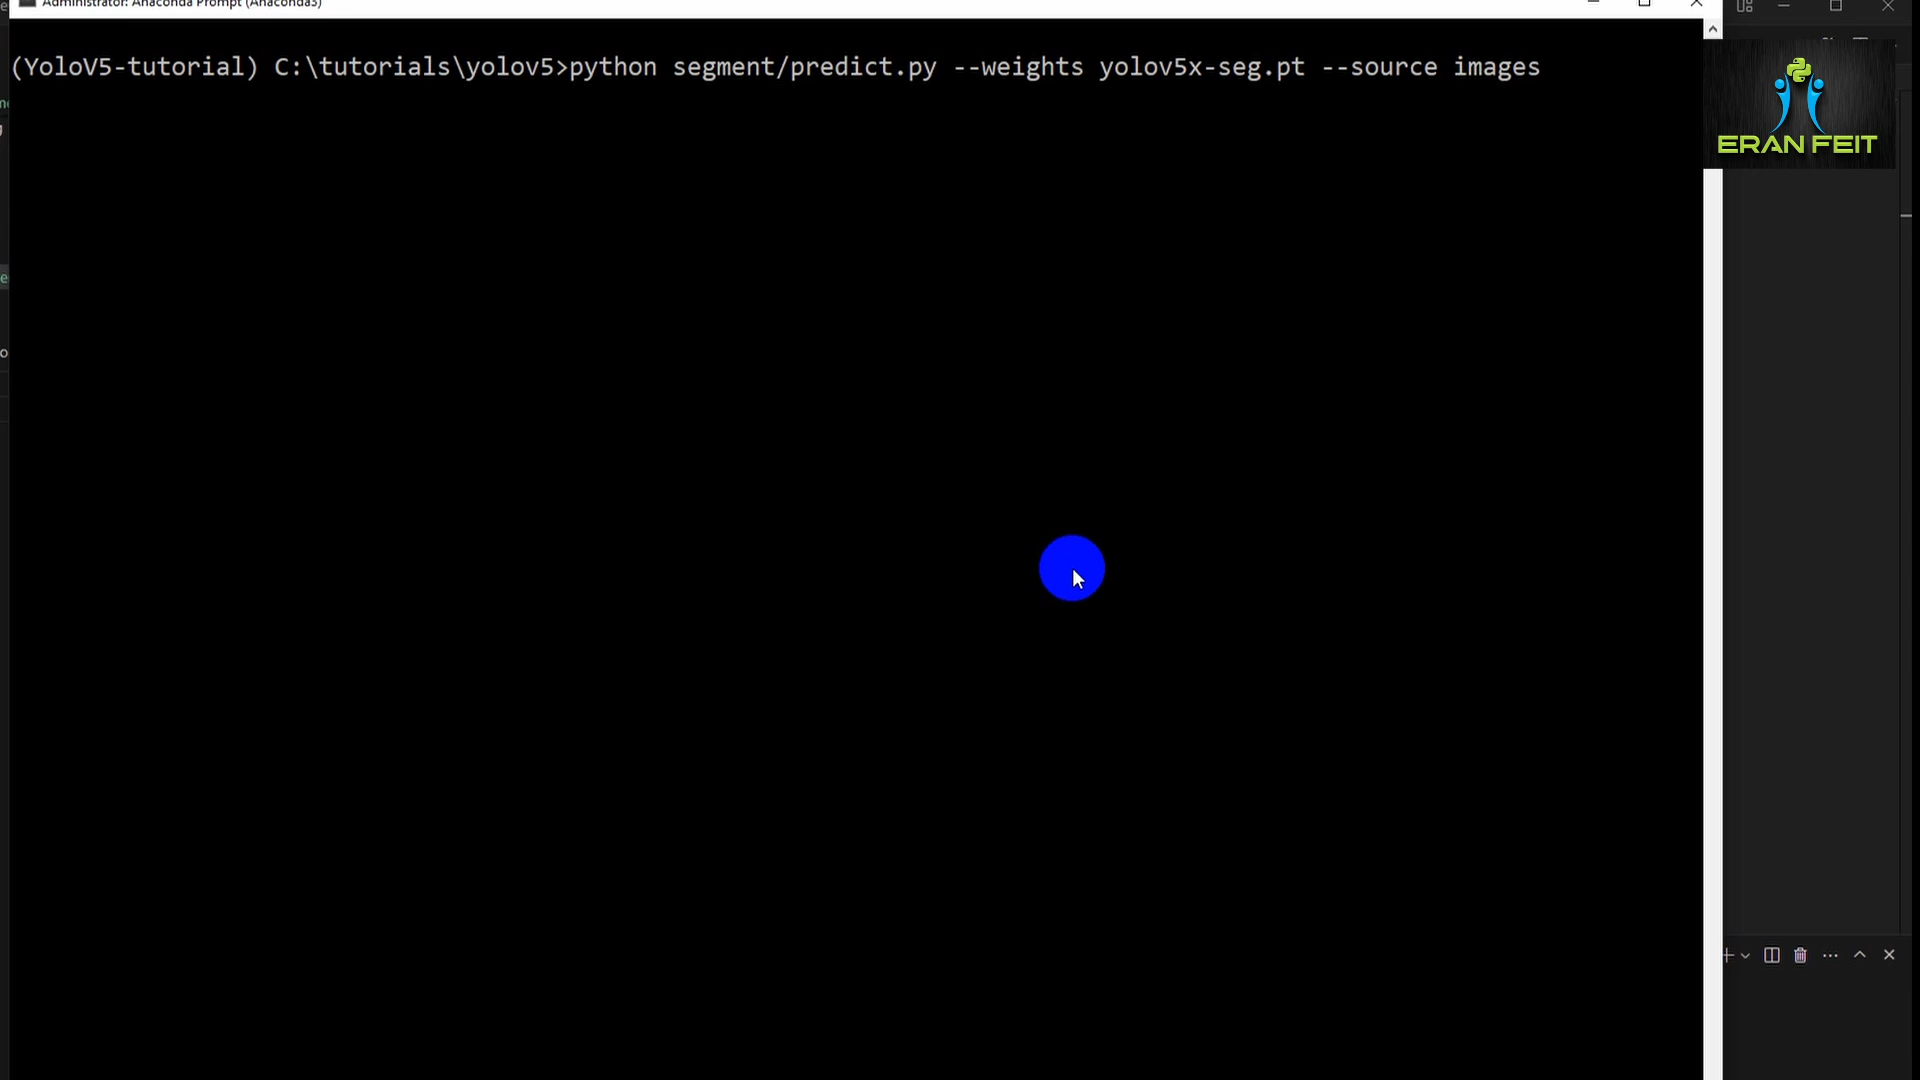 Administrator: Anaconda Prompt (Anaconda3)
(YoloV5-tutorial) C:\tutorials\yolov5>python segment/predict.py --weights yolov5x-seg.pt --source images
ERAN FEIT